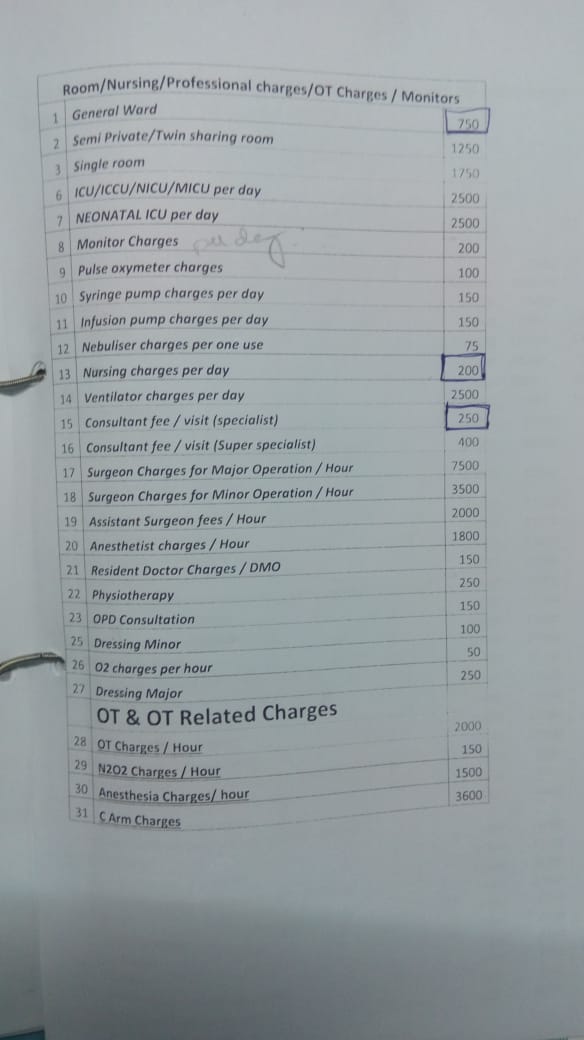 Room/Nursing/Professional charges/OT Charges / Monitors
1 General Ward 750
2 Semi Private/Twin sharing room 1250
3 Single room 1750
6 ICU/ICCU/NICU/MICU per day 2500
7 NEONATAL ICU per day 2500
8 Monitor Charges per day 200
9 Pulse oxymeter charges 100
10 Syringe pump charges per day 150
11 Infusion pump charges per day 150
12 Nebuliser charges per one use 75
13 Nursing charges per day 200
14 Ventilator charges per day 2500
15 Consultant fee / visit (specialist) 250
16 Consultant fee / visit (Super specialist) 400
17 Surgeon Charges for Major Operation / Hour 7500
18 Surgeon Charges for Minor Operation / Hour 3500
19 Assistant Surgeon fees / Hour 2000
20 Anesthetist charges / Hour 1800
21 Resident Doctor Charges / DMO 150
22 Physiotherapy 250
23 OPD Consultation 150
25 Dressing Minor 100
26 O2 charges per hour 50
27 Dressing Major 250
OT & OT Related Charges
28 OT Charges / Hour 2000
29 N2O2 Charges / Hour 150
30 Anesthesia Charges/ hour 1500
31 C Arm Charges 3600